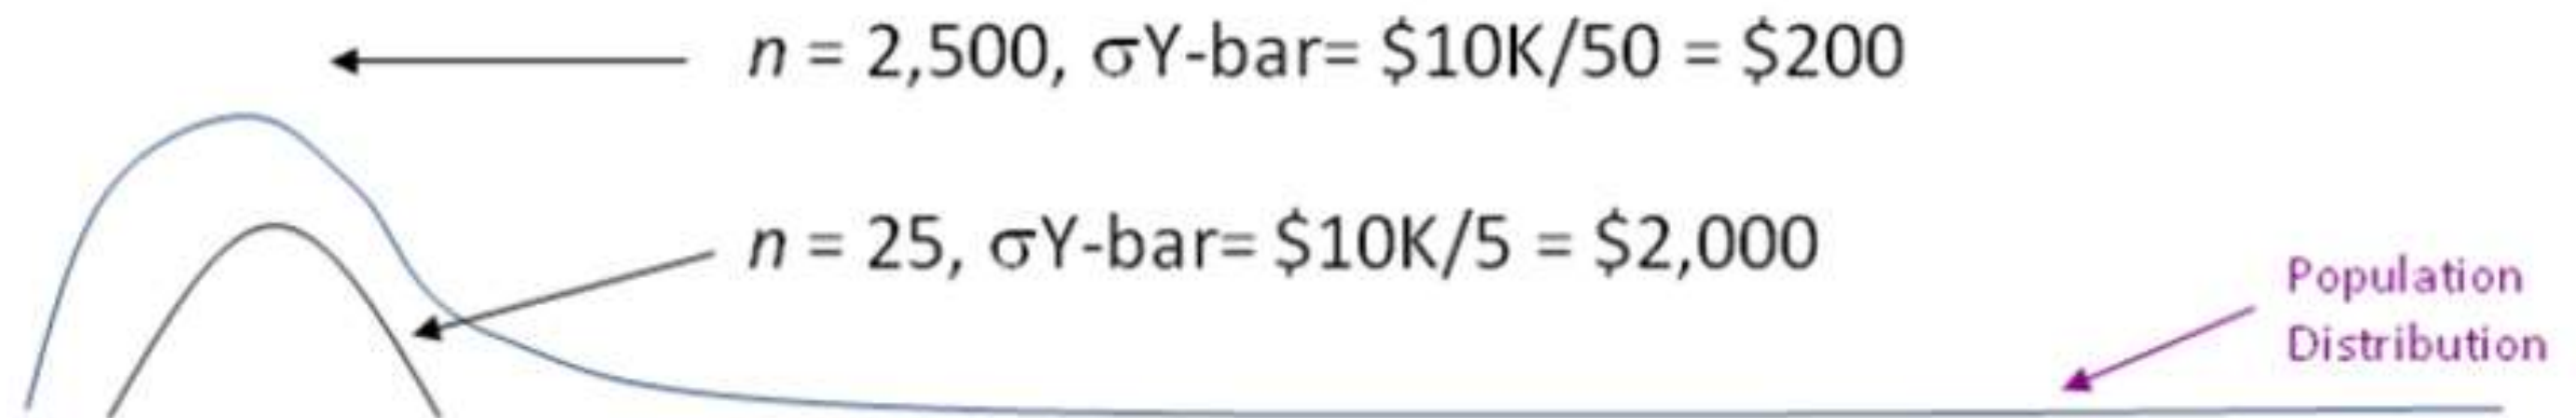 n = 2,500, σY-bar= $10K/50 = $200
n = 25, σY-bar= $10K/5 = $2,000
Population
Distribution